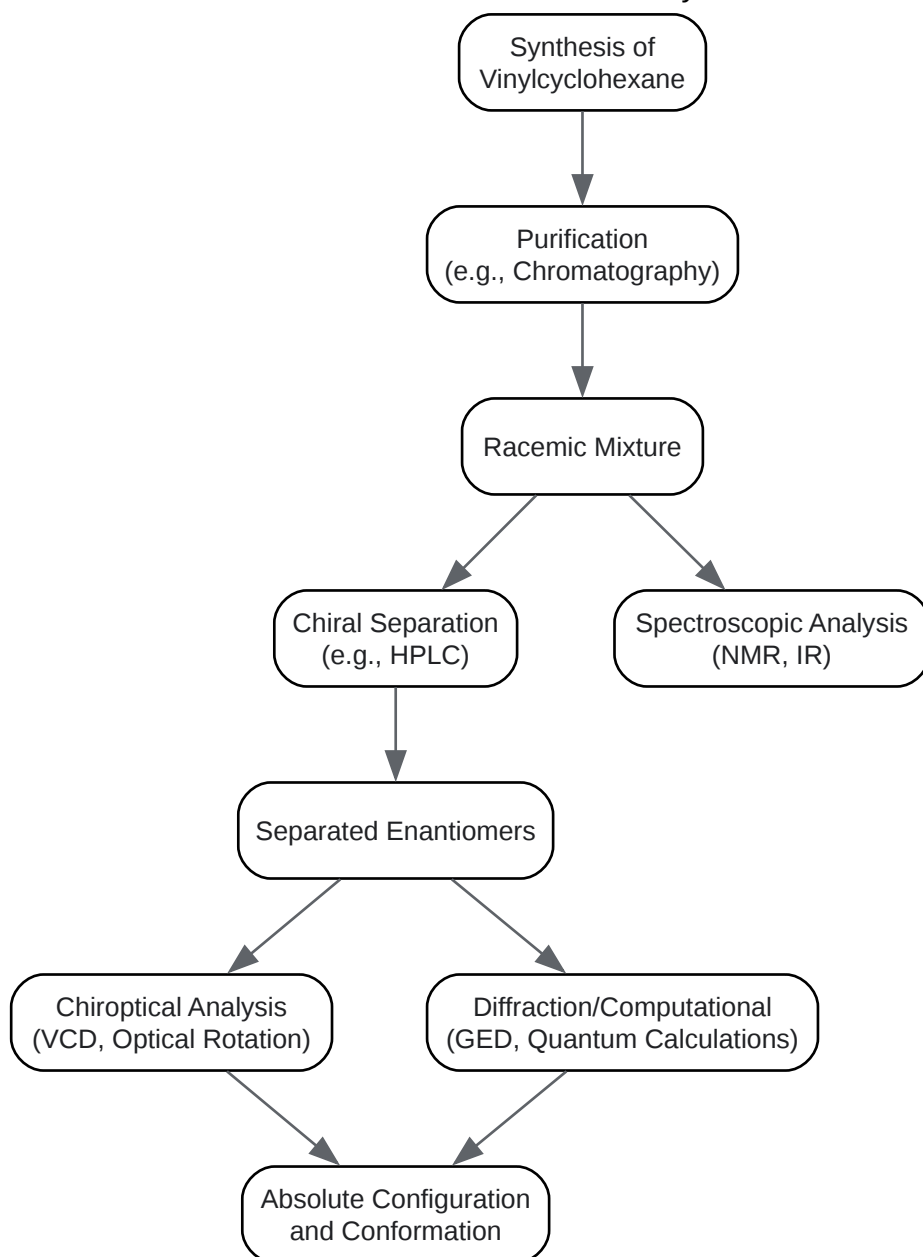 Synthesis of
Vinylcyclohexane
Purification
(e.g., Chromatography)
Racemic Mixture
Chiral Separation
(e.g., HPLC)
Spectroscopic Analysis
(NMR, IR)
Separated Enantiomers
Chiroptical Analysis
(VCD, Optical Rotation)
Diffraction/Computational
(GED, Quantum Calculations)
Absolute Configuration
and Conformation